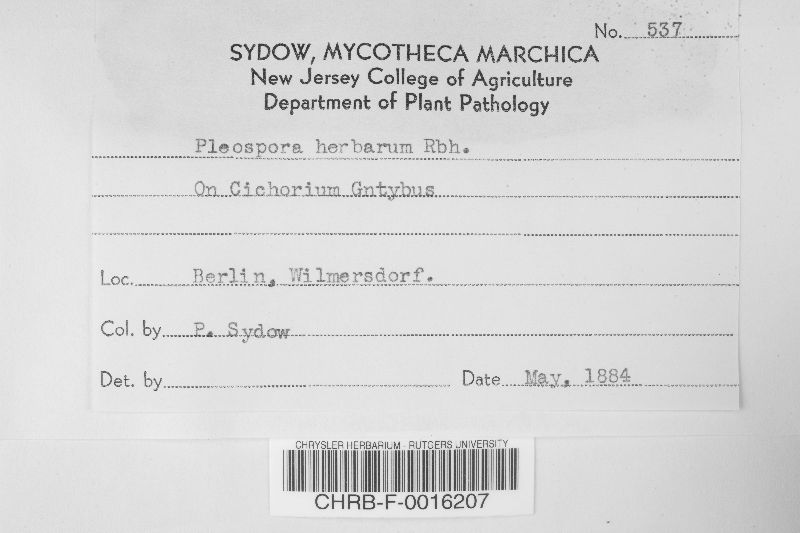 No. 537
SYDOW, MYCOTHECA MARCHICA
New Jersey College of Agriculture
Department of Plant Pathology
Pleospora herbarum Rbh.
On Cichorium Gntybus
Loc. Berlin, Wilmersdorf.
Col. by P. Sydow
Det. by Date May, 1884
CHRYSLER HERBARIUM - RUTGERS UNIVERSITY
CHRB-F-0016207